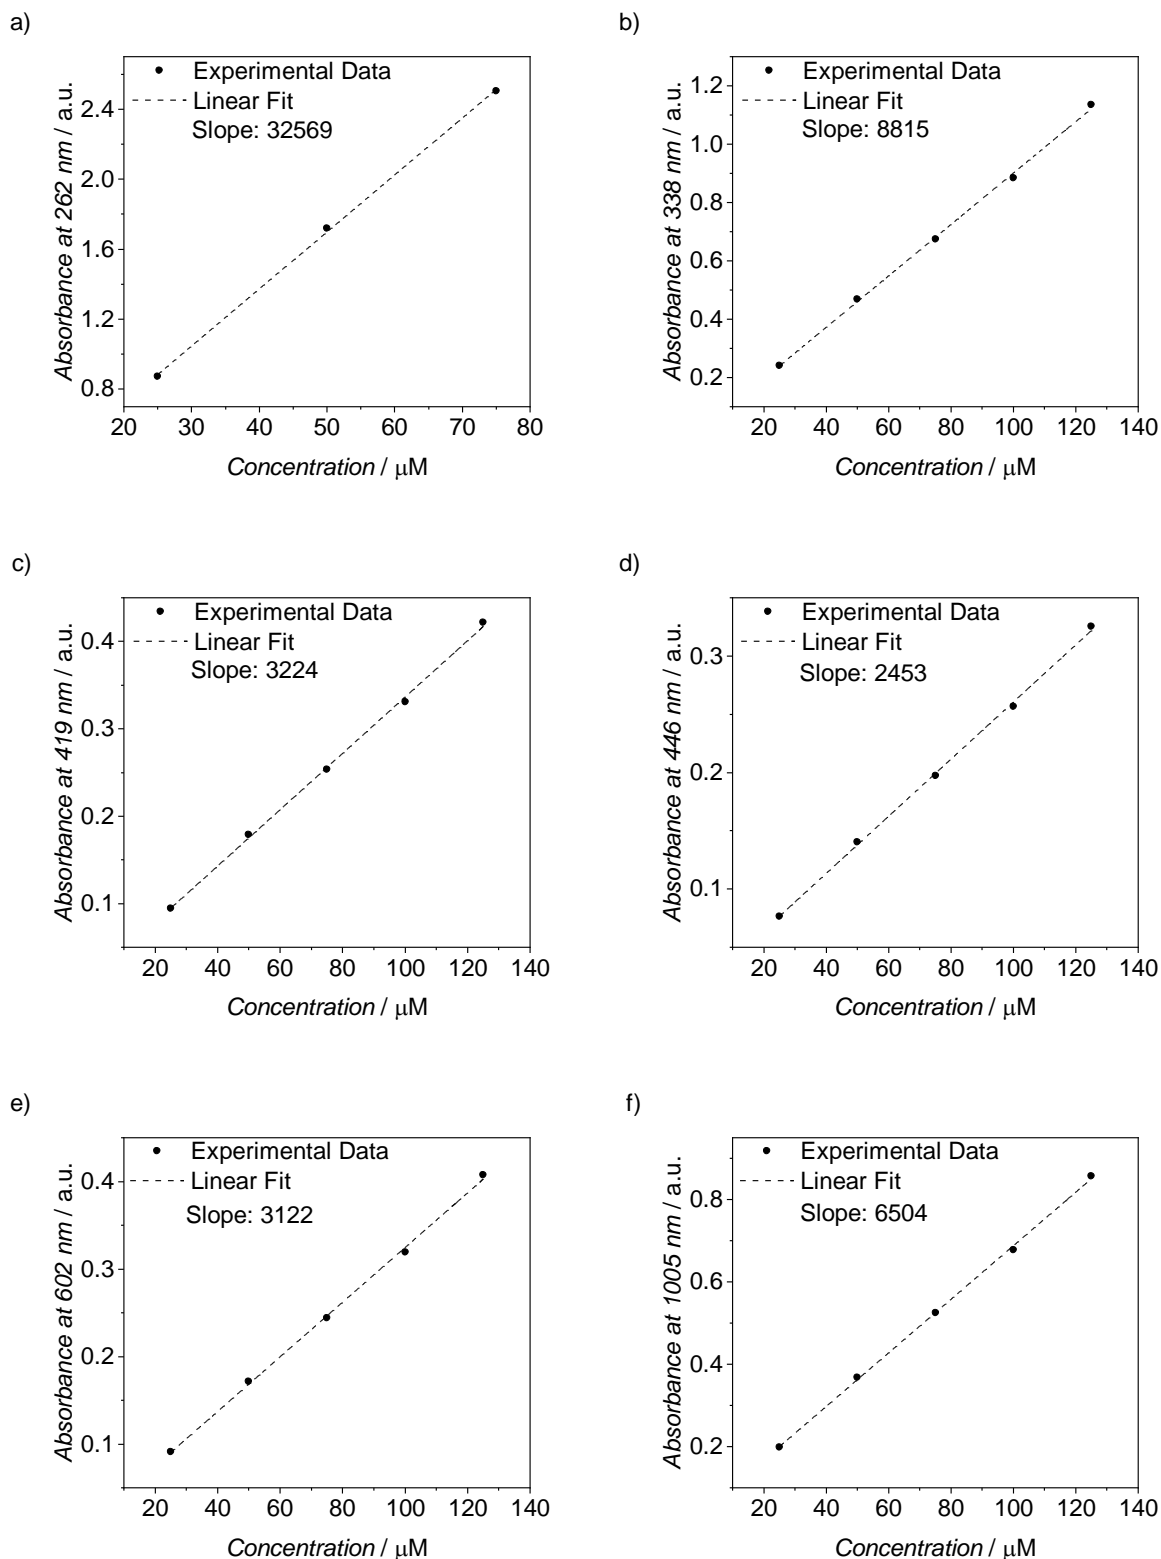 a)
Experimental Data
Linear Fit
Slope: 32569
2.4
2.0
1.6
1.2
0.8
Absorbance at 262 nm / a.u.
20 30 40 50 60 70 80
Concentration / μM
b)
Experimental Data
Linear Fit
Slope: 8815
1.2
1.0
0.8
0.6
0.4
0.2
Absorbance at 338 nm / a.u.
20 40 60 80 100 120 140
Concentration / μM
c)
Experimental Data
Linear Fit
Slope: 3224
0.4
0.3
0.2
0.1
Absorbance at 419 nm / a.u.
20 40 60 80 100 120 140
Concentration / μM
d)
Experimental Data
Linear Fit
Slope: 2453
0.3
0.2
0.1
Absorbance at 446 nm / a.u.
20 40 60 80 100 120 140
Concentration / μM
e)
Experimental Data
Linear Fit
Slope: 3122
0.4
0.3
0.2
0.1
Absorbance at 602 nm / a.u.
20 40 60 80 100 120 140
Concentration / μM
f)
Experimental Data
Linear Fit
Slope: 6504
0.8
0.6
0.4
0.2
Absorbance at 1005 nm / a.u.
20 40 60 80 100 120 140
Concentration / μM